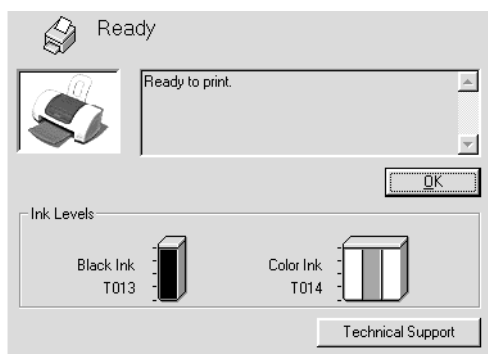 Ready
Ready to print.
OK
Ink Levels
Black Ink
T013
Color Ink
T014
Technical Support